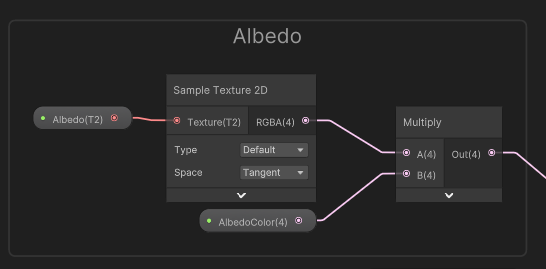 Albedo
Sample Texture 2D
Albedo(T2)
Texture(T2)
RGBA(4)
Type
Default
Space
Tangent
AlbedoColor(4)
Multiply
A(4)
Out(4)
B(4)